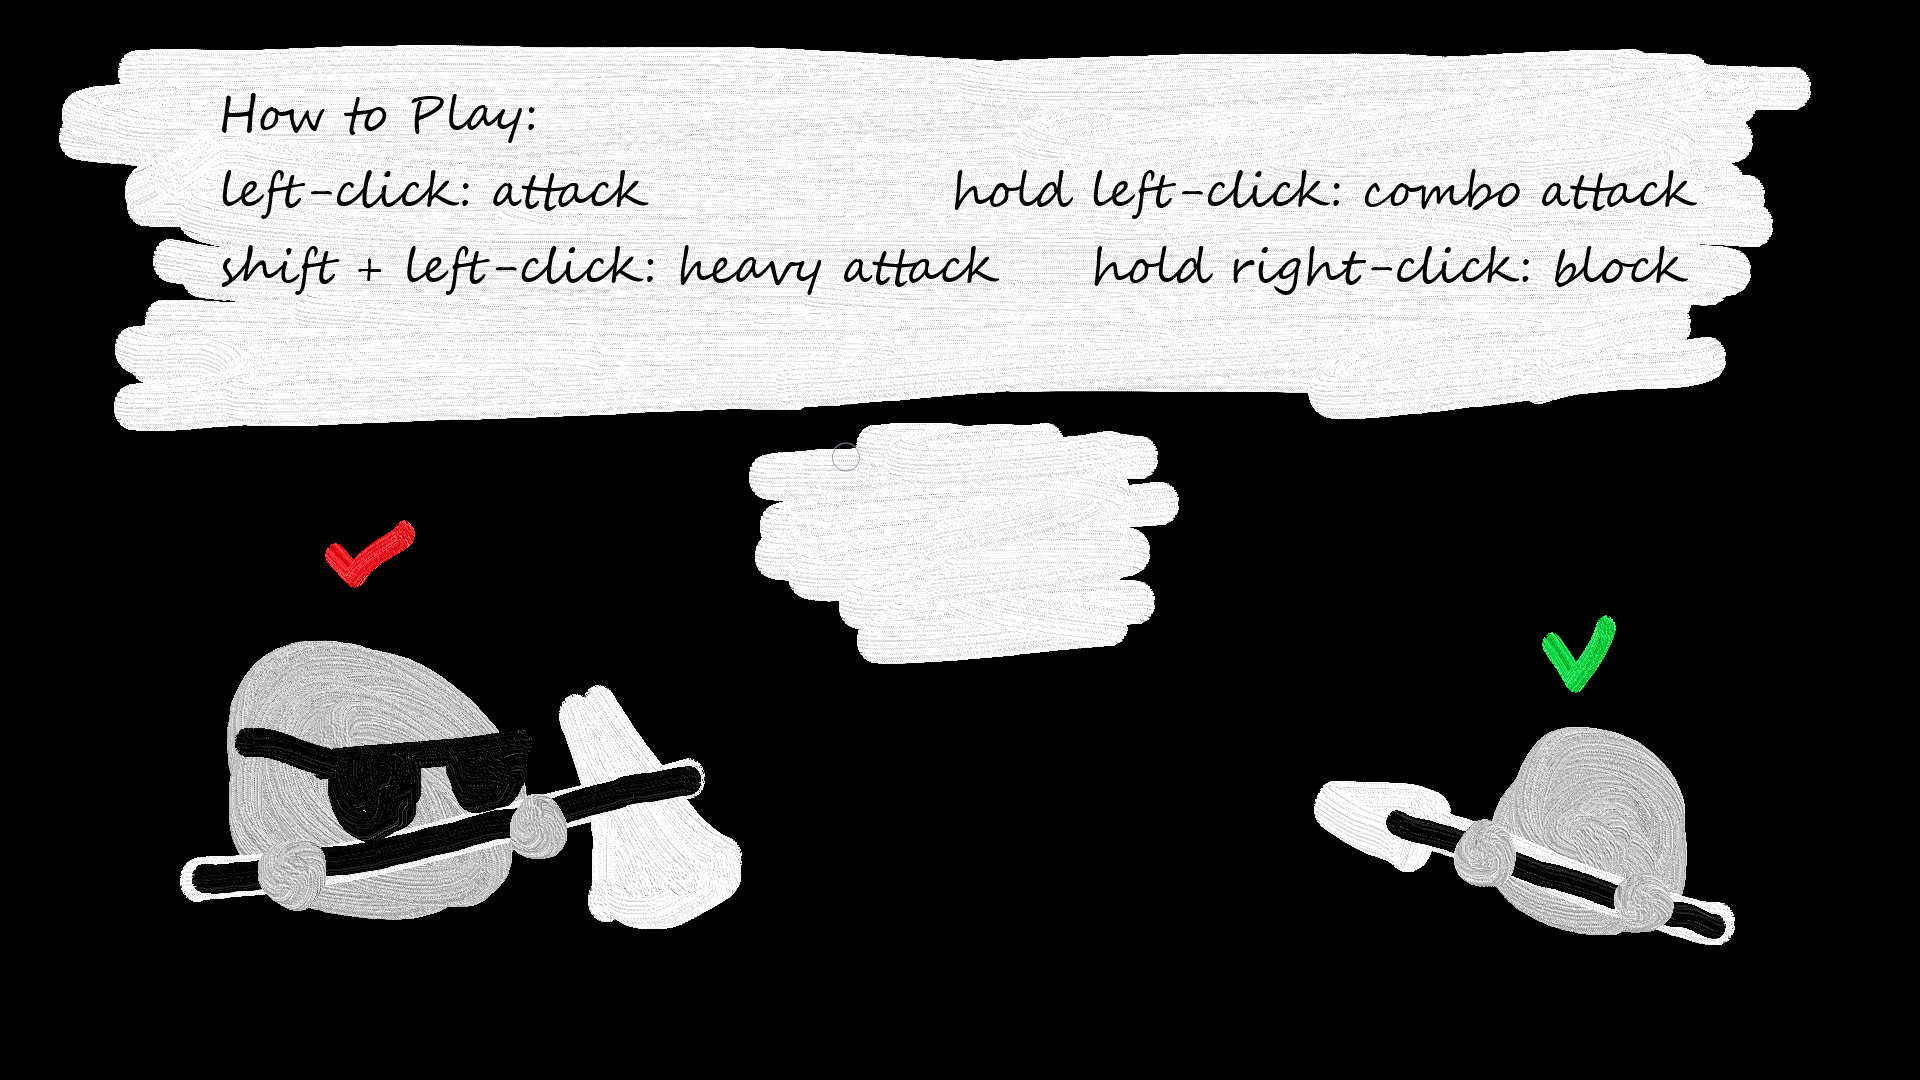 How to Play:
left-click: attack hold left-click: combo attack
shift + left-click: heavy attack hold right-click: block